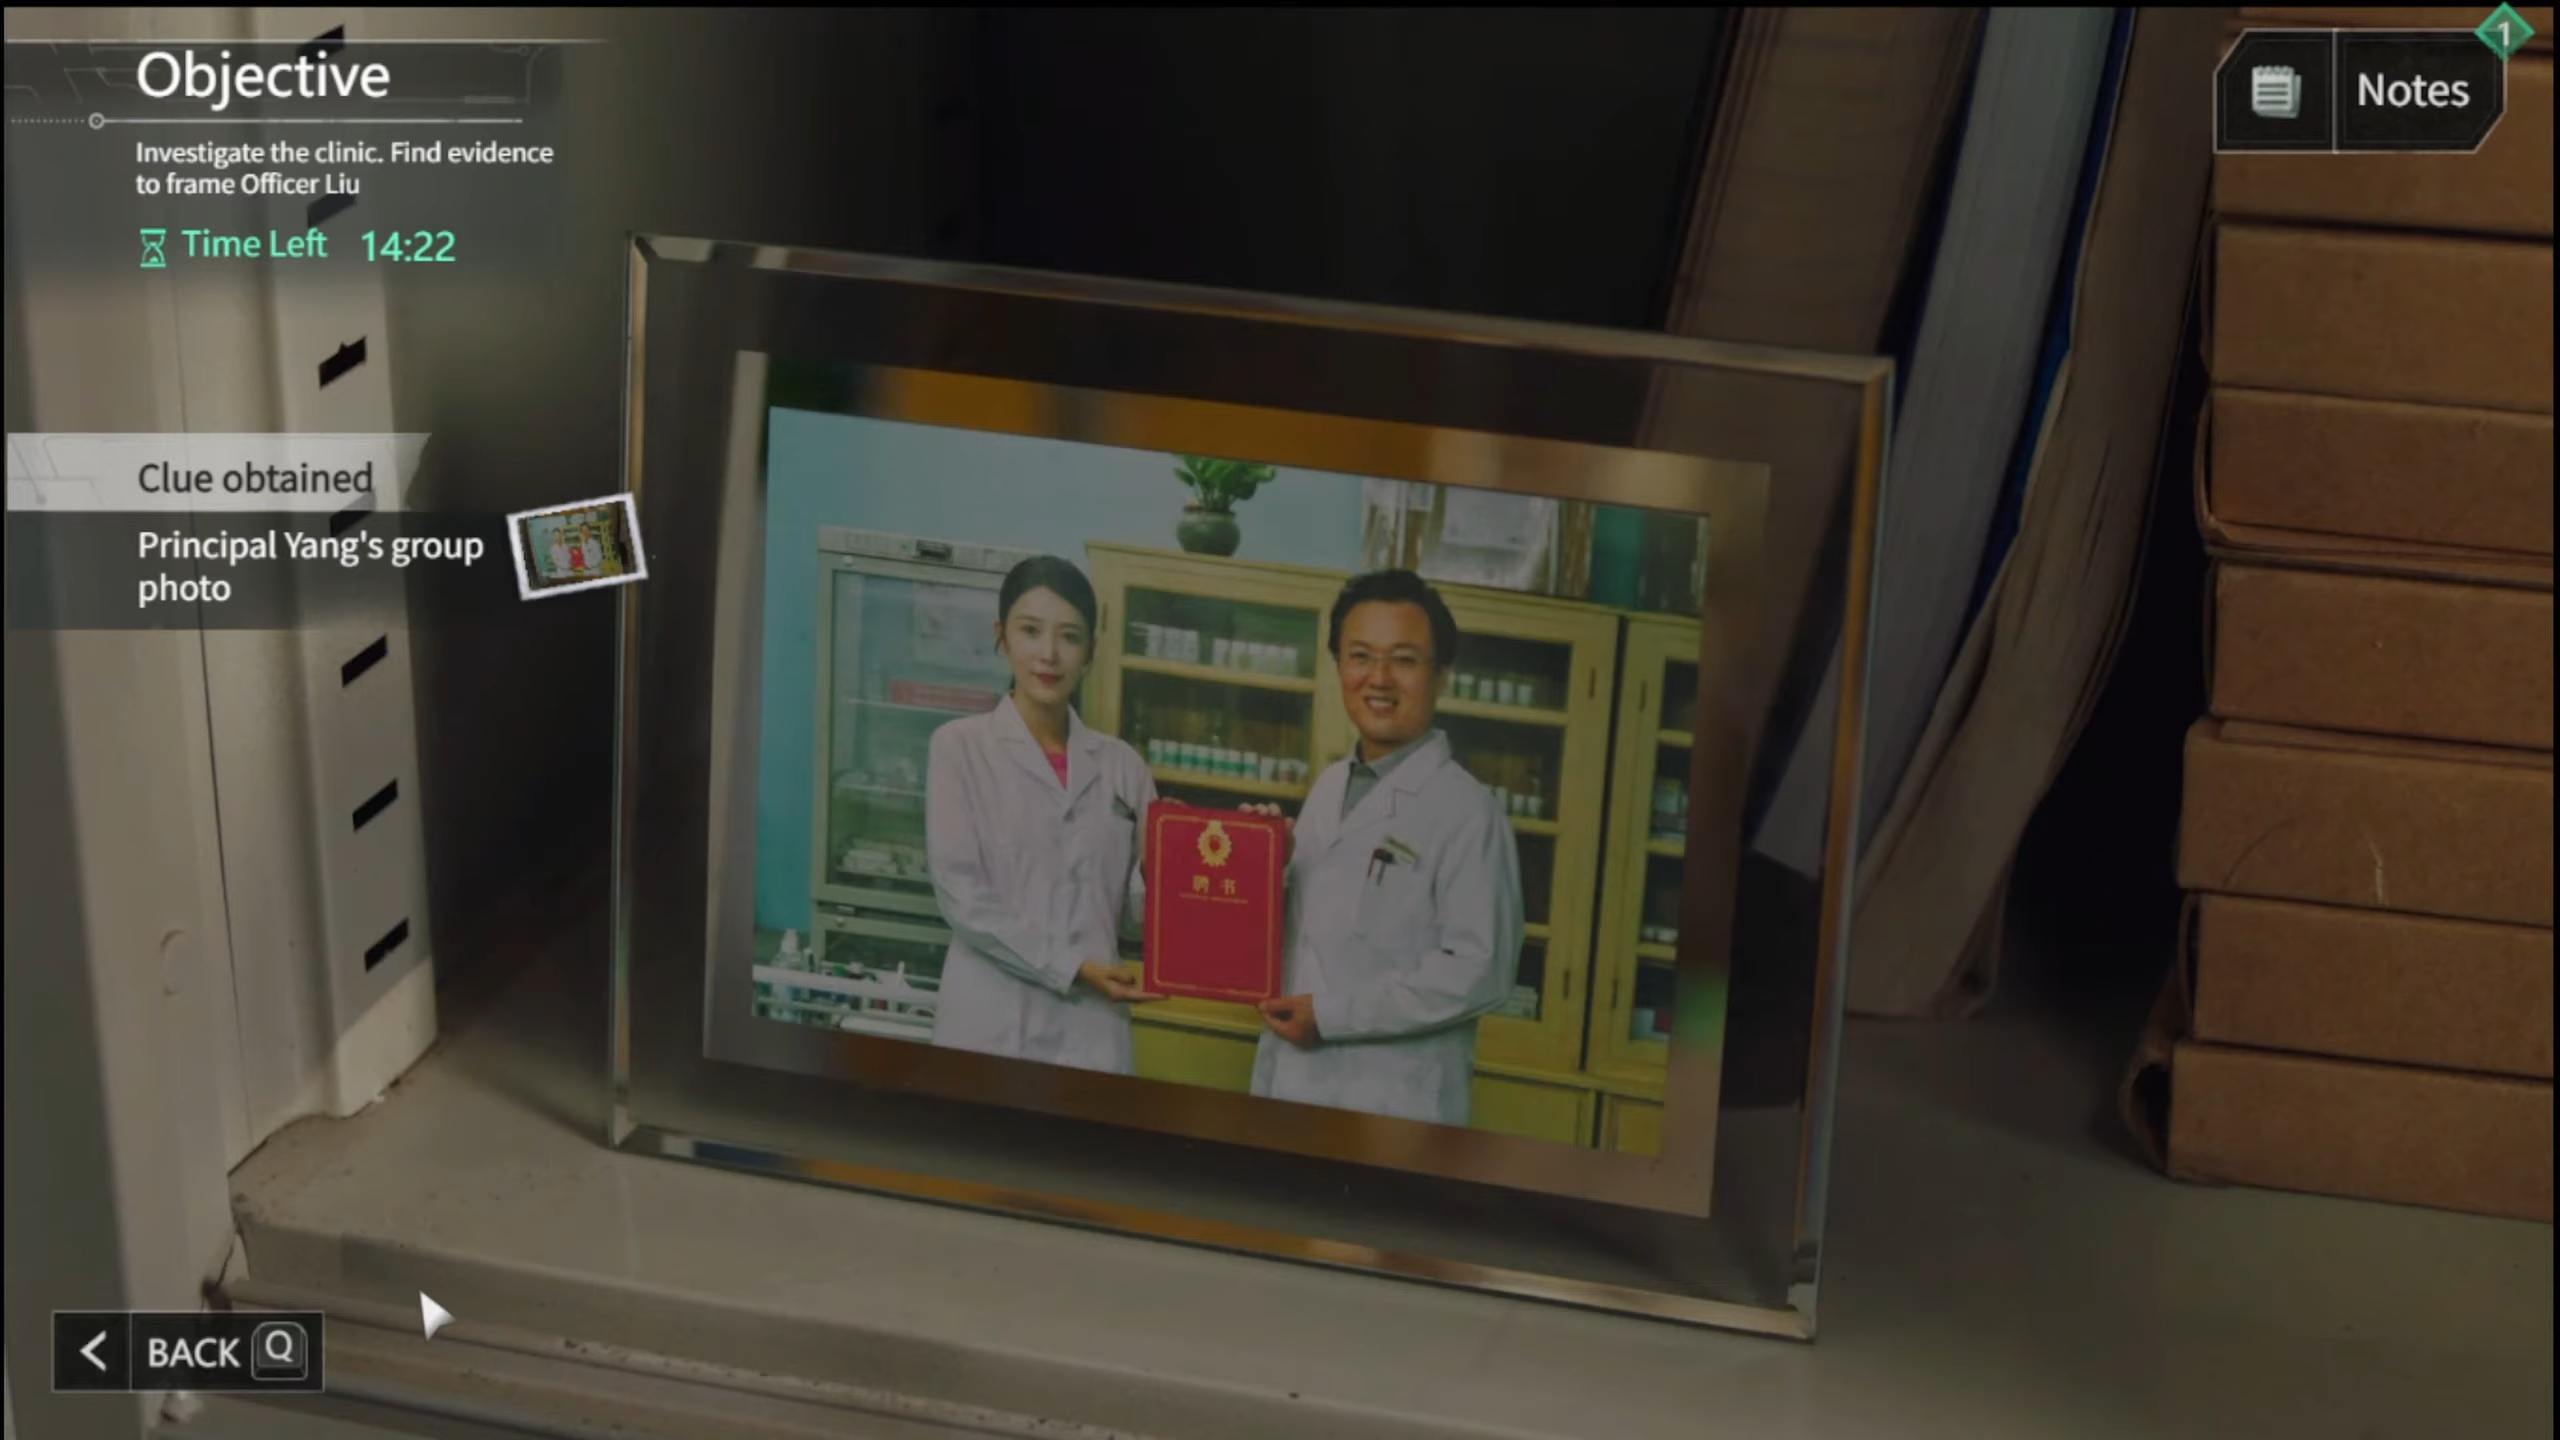 Objective
Investigate the clinic. Find evidence
to frame Officer Liu
Time Left 14:22
Notes
1
Clue obtained
Principal Yang's group
photo
聘书
BACK Q